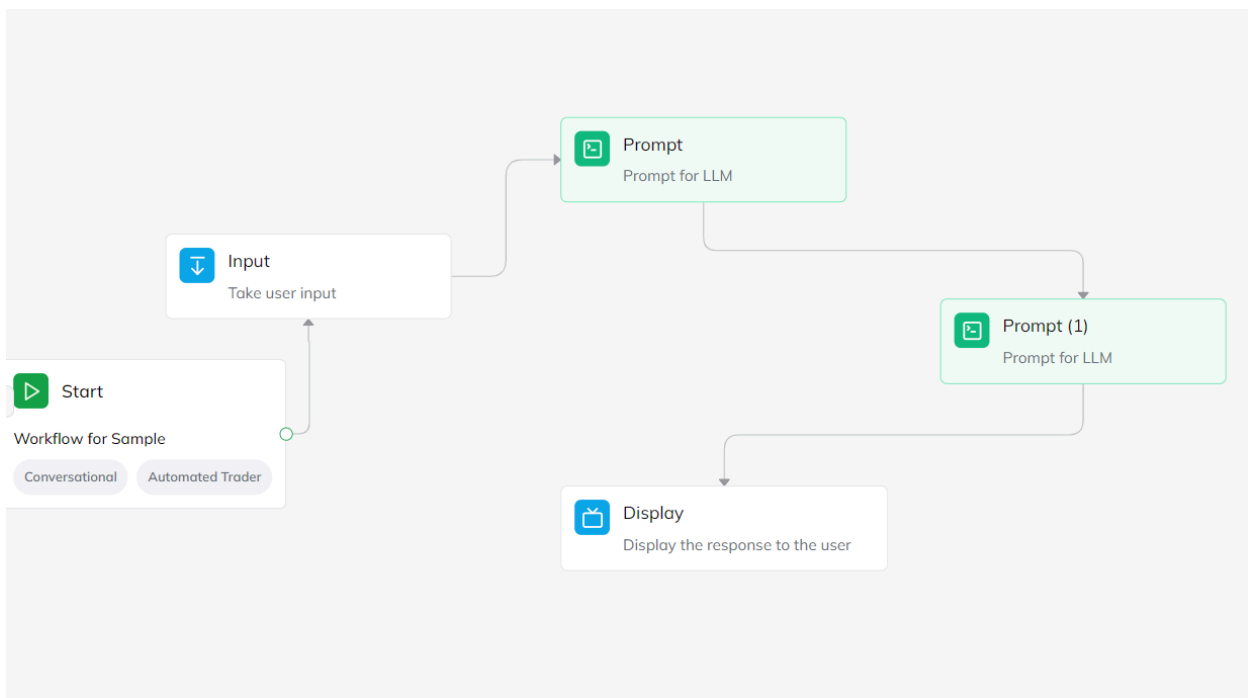 Prompt
Prompt for LLM
Input
Take user input
Prompt (1)
Prompt for LLM
Start
Workflow for Sample
Conversational
Automated Trader
Display
Display the response to the user